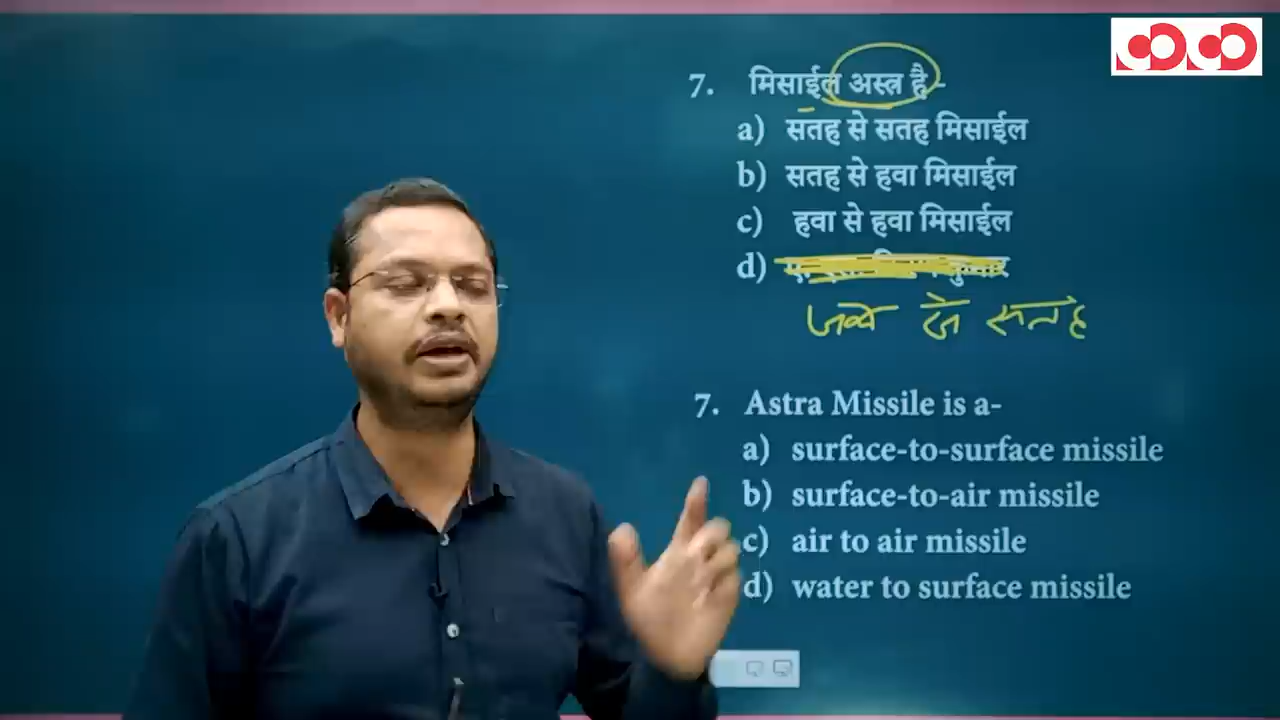 7. मिसाईल अस्त्र है-
a) सतह से सतह मिसाईल
b) सतह से हवा मिसाईल
c) हवा से हवा मिसाईल
d)
से सतह
7. Astra Missile is a-
a) surface-to-surface missile
b) surface-to-air missile
c) air to air missile
d) water to surface missile